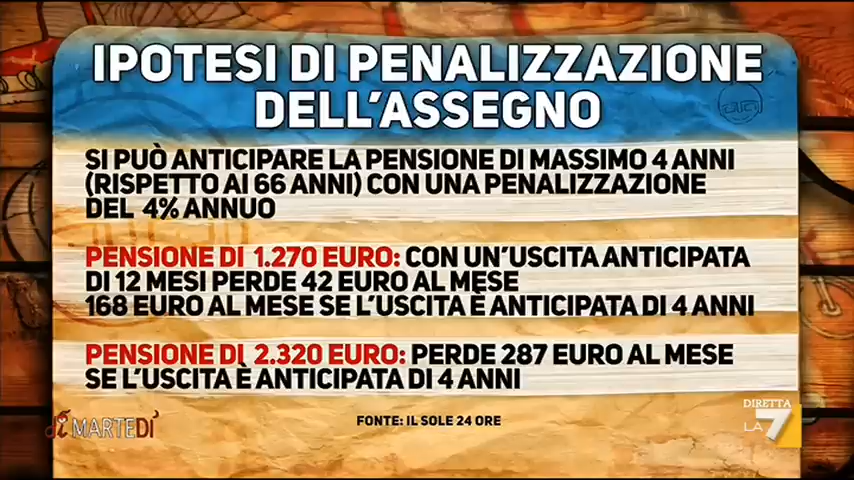 IPOTESI DI PENALIZZAZIONE
DELL'ASSEGNO
SI PUÒ ANTICIPARE LA PENSIONE DI MASSIMO 4 ANNI
(RISPETTO AI 66 ANNI) CON UNA PENALIZZAZIONE
DEL 4% ANNUO
PENSIONE DI 1.270 EURO: CON UN'USCITA ANTICIPATA
DI 12 MESI PERDE 42 EURO AL MESE
168 EURO AL MESE SE L'USCITA È ANTICIPATA DI 4 ANNI
PENSIONE DI 2.320 EURO: PERDE 287 EURO AL MESE
SE L'USCITA È ANTICIPATA DI 4 ANNI
FONTE: IL SOLE 24 ORE
dì MARTEDÌ
DIRETTA
LA 7